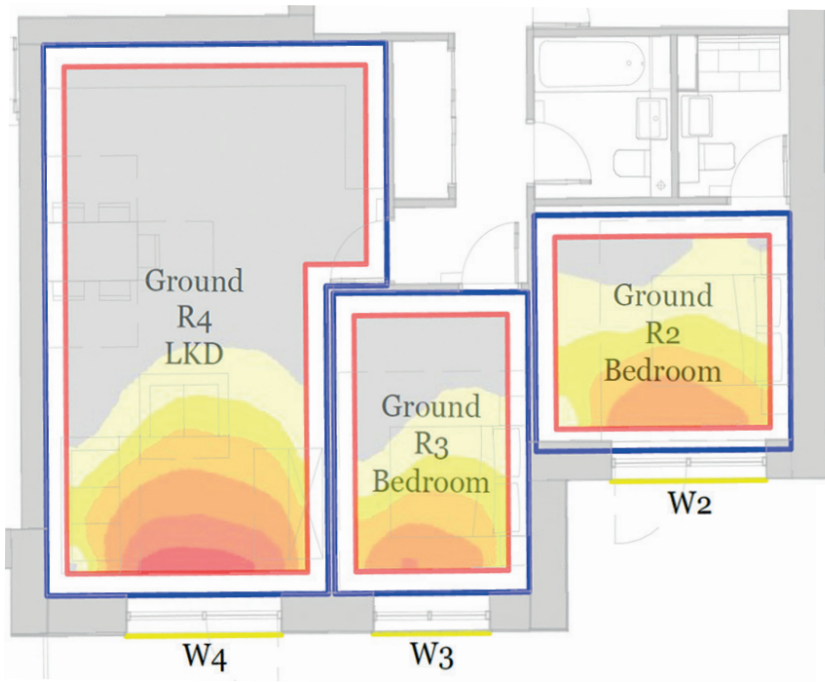 Ground
R4
LKD
Ground
R3
Bedroom
Ground
R2
Bedroom
W2
W4
W3